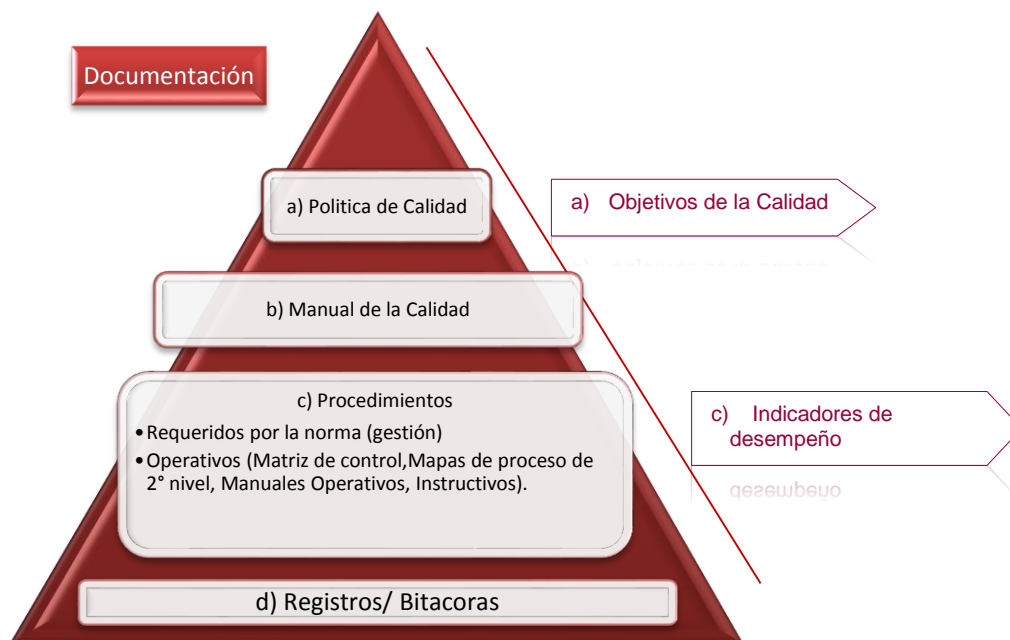 Documentación
a) Politica de Calidad
a) Objetivos de la Calidad
b) Manual de la Calidad
c) Procedimientos
•Requeridos por la norma (gestión)
•Operativos (Matriz de control,Mapas de proceso de
2° nivel, Manuales Operativos, Instructivos).
c) Indicadores de
desempeño
d) Registros/ Bitacoras